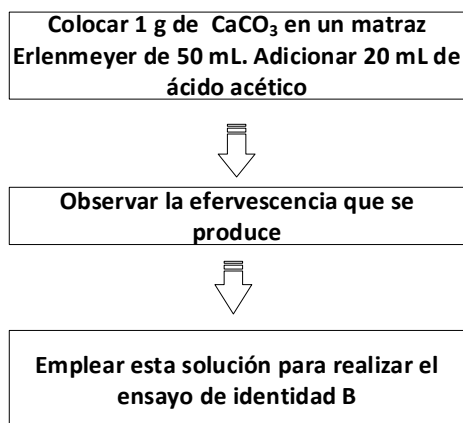 Colocar 1 g de CaCO₃ en un matraz
Erlenmeyer de 50 mL. Adicionar 20 mL de
ácido acético
Observar la efervescencia que se
produce
Emplear esta solución para realizar el
ensayo de identidad B